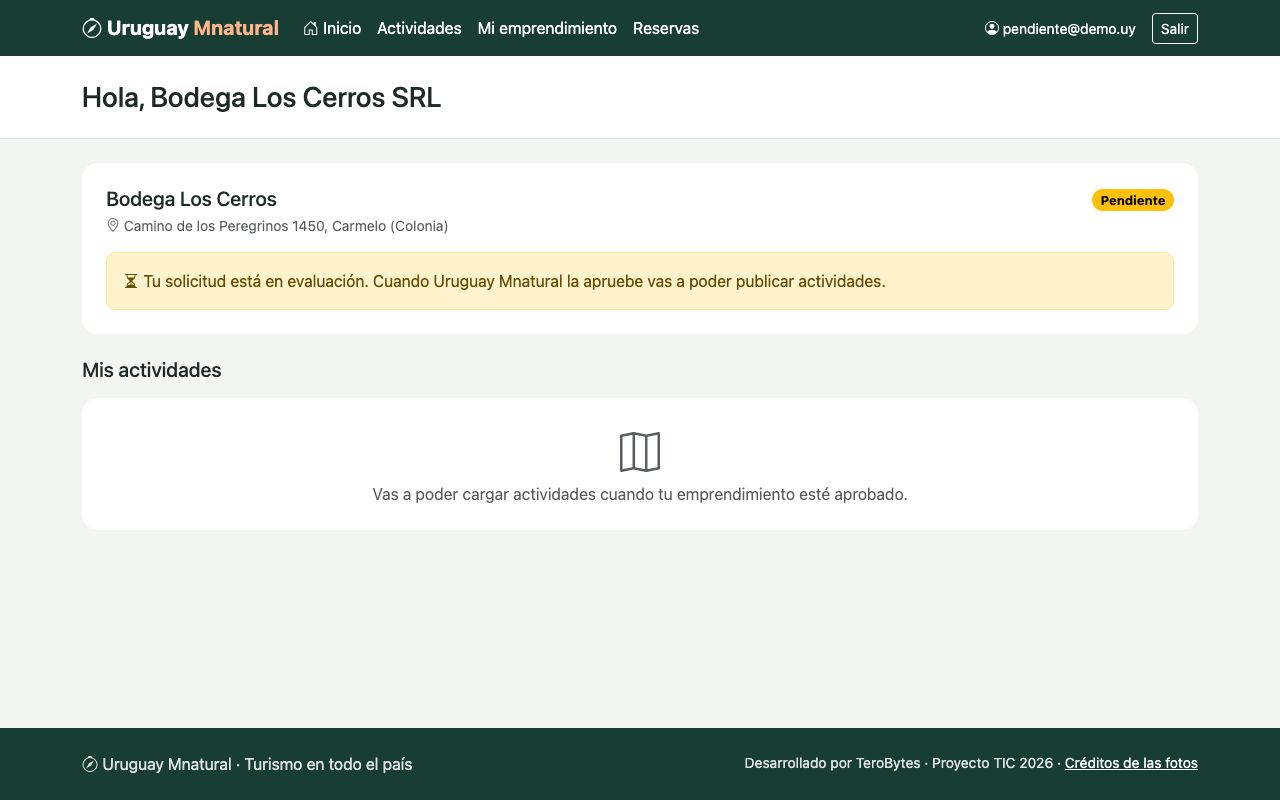 Uruguay Mnatural Inicio Actividades Mi emprendimiento Reservas pendiente@demo.uy Salir
Hola, Bodega Los Cerros SRL
Bodega Los Cerros Pendiente
Camino de los Peregrinos 1450, Carmelo (Colonia)
Tu solicitud está en evaluación. Cuando Uruguay Mnatural la apruebe vas a poder publicar actividades.
Mis actividades
Vas a poder cargar actividades cuando tu emprendimiento esté aprobado.
Uruguay Mnatural · Turismo en todo el país Desarrollado por TeroBytes · Proyecto TIC 2026 · Créditos de las fotos